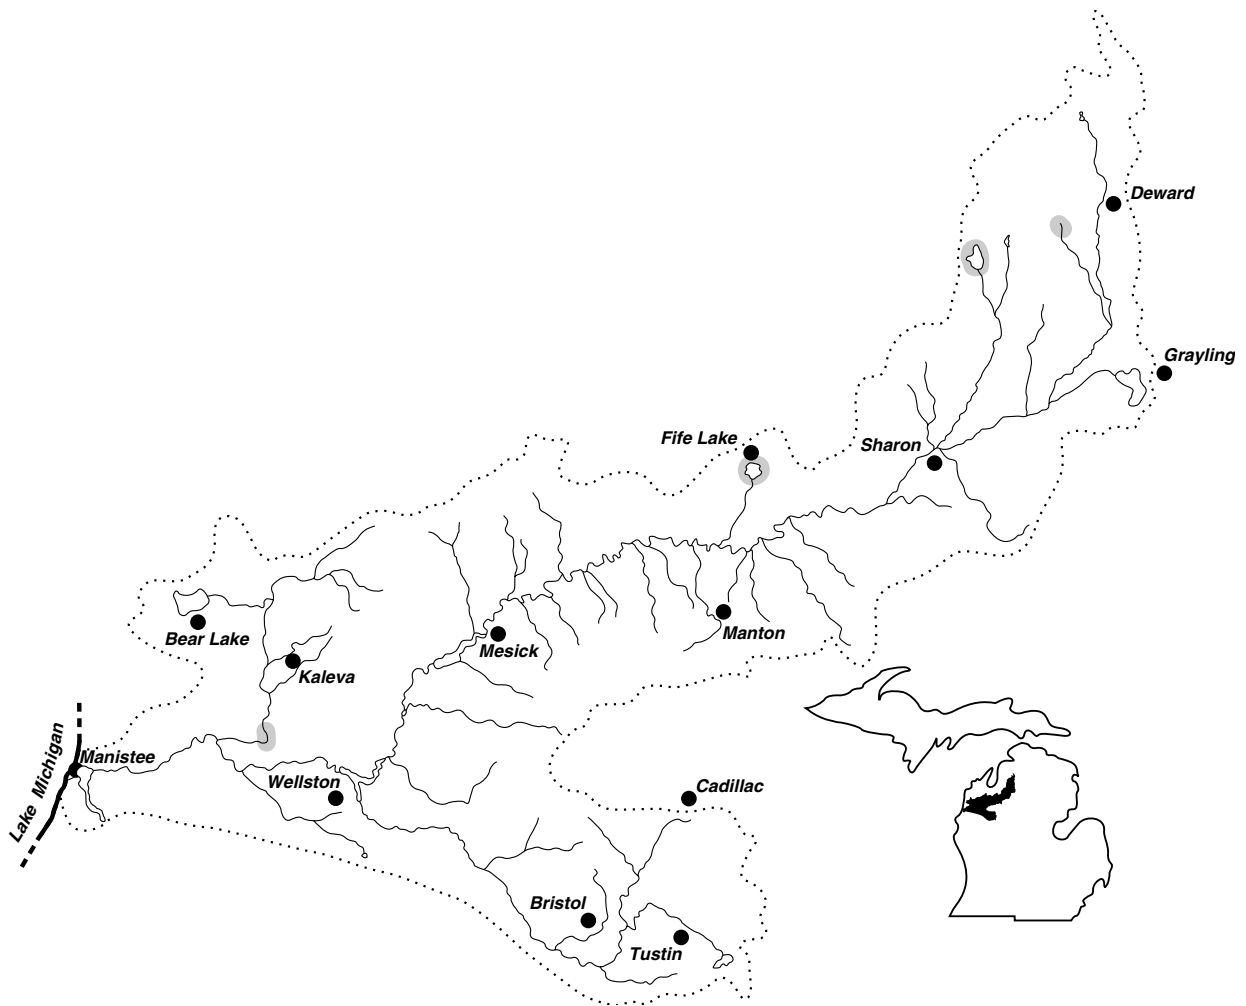 Deward
Grayling
Fife Lake
Sharon
Bear Lake
Kaleva
Mesick
Manton
Lake Michigan
Manistee
Wellston
Cadillac
Bristol
Tustin